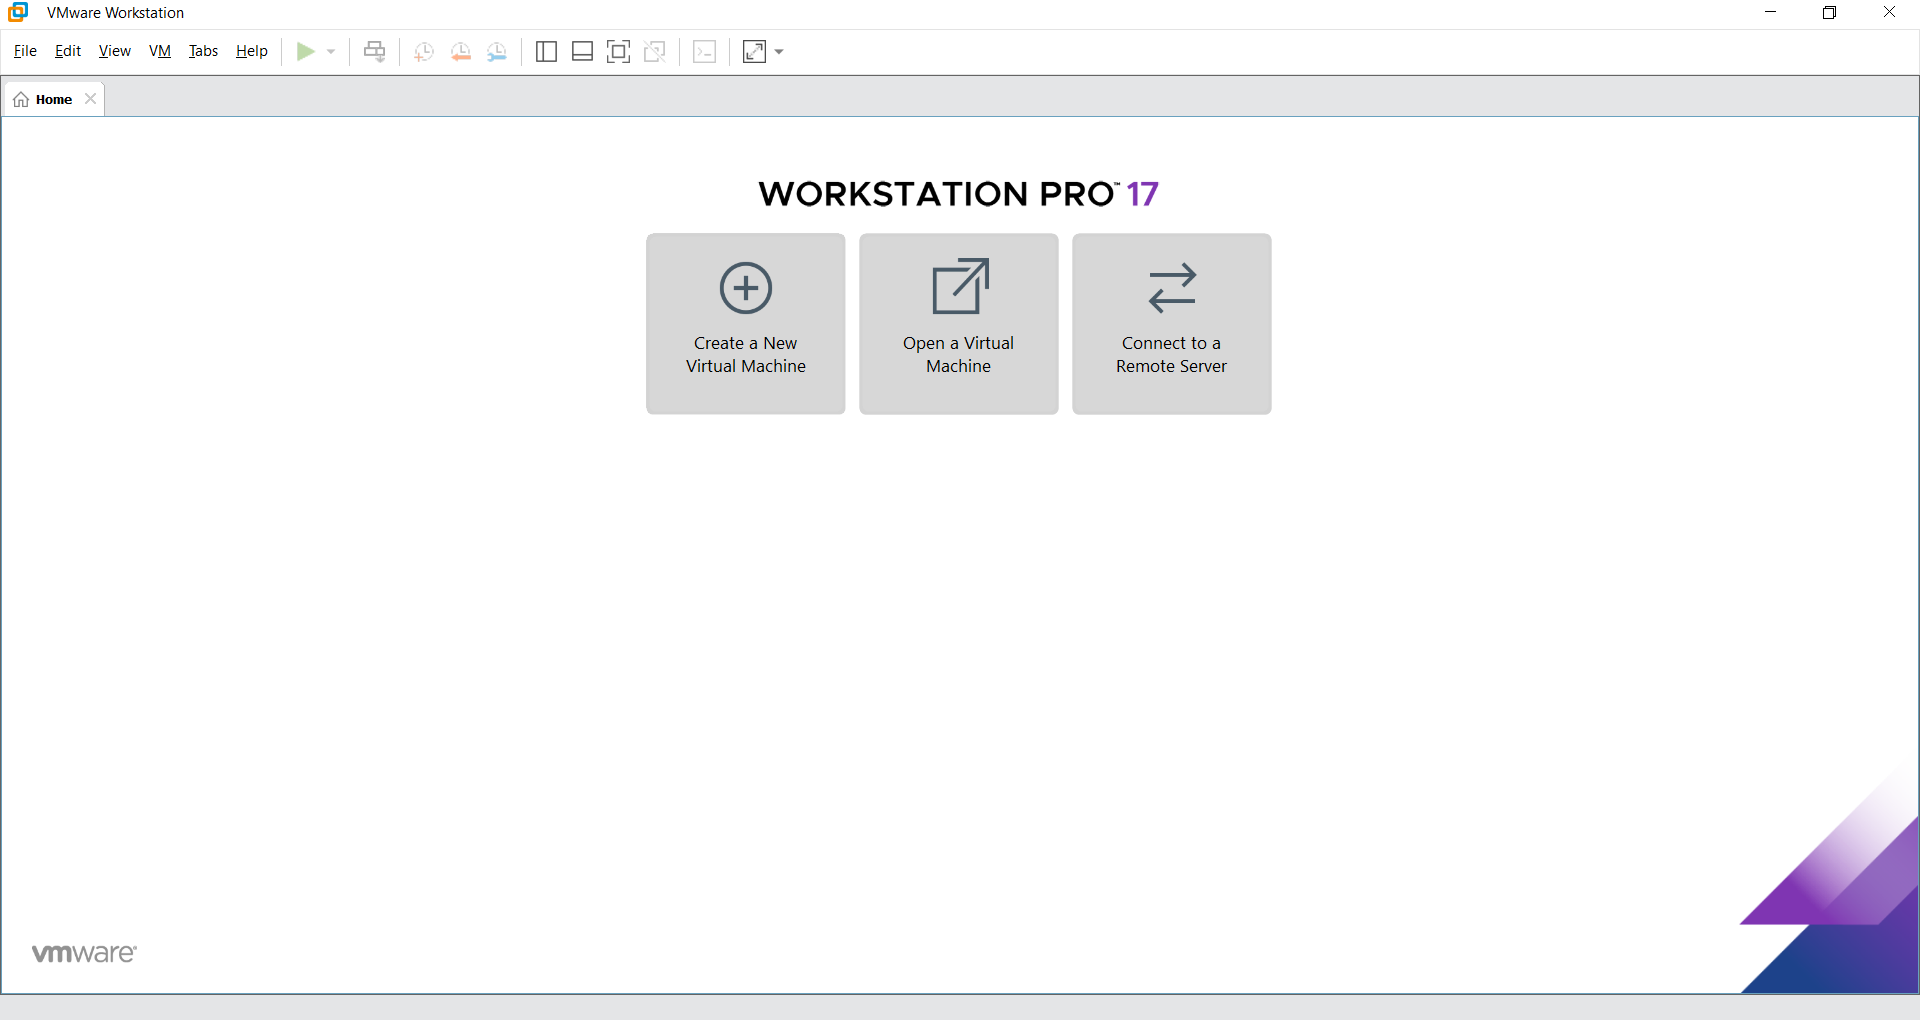 VMware Workstation
File Edit View VM Tabs Help
Home
WORKSTATION PRO™ 17
Create a New
Virtual Machine
Open a Virtual
Machine
Connect to a
Remote Server
vmware®